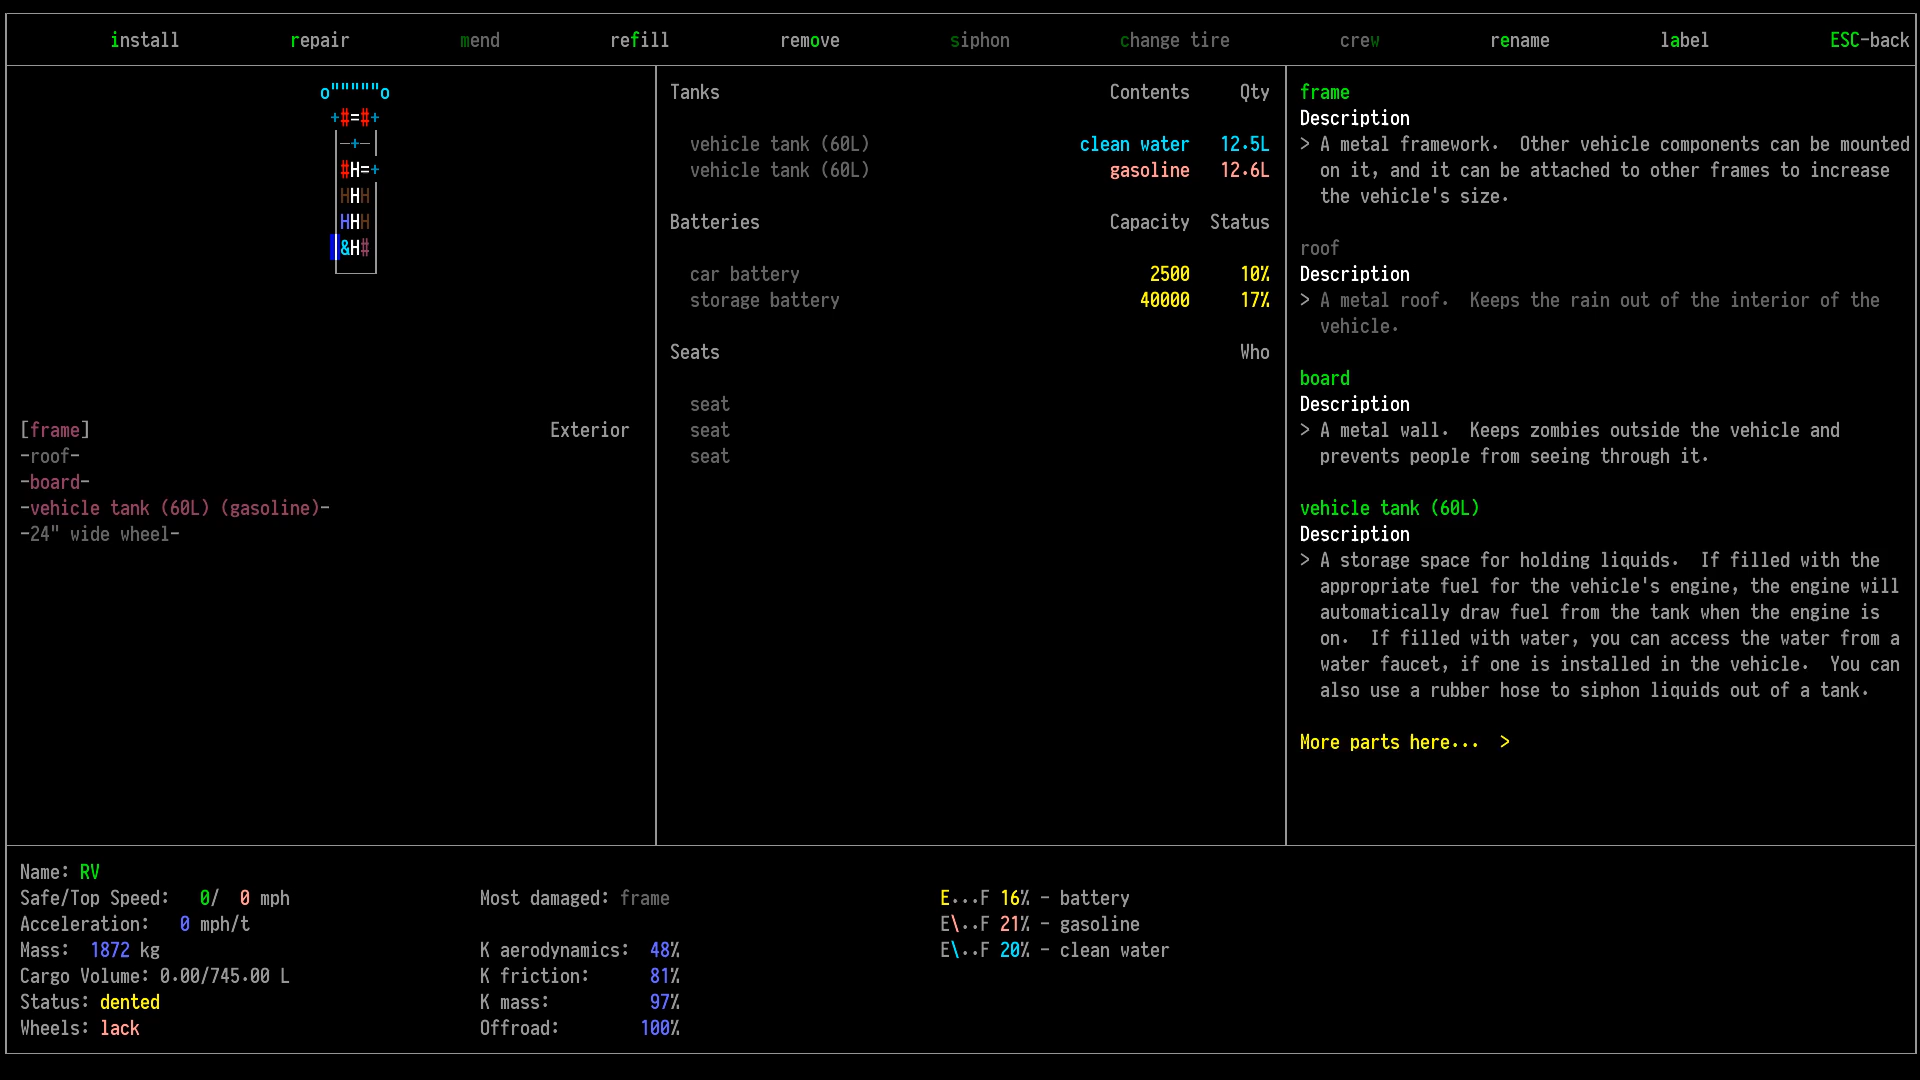 install repair mend refill remove siphon change tire crew rename label ESC-back
o"""""o
+#=#+
—+—
#H=+
HHH
HHH
&H#
[frame] Exterior
-roof-
-board-
-vehicle tank (60L) (gasoline)-
-24" wide wheel-
Tanks Contents Qty
vehicle tank (60L) clean water 12.5L
vehicle tank (60L) gasoline 12.6L
Batteries Capacity Status
car battery 2500 10%
storage battery 40000 17%
Seats Who
seat
seat
seat
frame
Description
> A metal framework.  Other vehicle components can be mounted
on it, and it can be attached to other frames to increase
the vehicle's size.
roof
Description
> A metal roof.  Keeps the rain out of the interior of the
vehicle.
board
Description
> A metal wall.  Keeps zombies outside the vehicle and
prevents people from seeing through it.
vehicle tank (60L)
Description
> A storage space for holding liquids.  If filled with the
appropriate fuel for the vehicle's engine, the engine will
automatically draw fuel from the tank when the engine is
on.  If filled with water, you can access the water from a
water faucet, if one is installed in the vehicle.  You can
also use a rubber hose to siphon liquids out of a tank.
More parts here...  >
Name: RV
Safe/Top Speed:   0/  0 mph
Acceleration:   0 mph/t
Mass:  1872 kg
Cargo Volume: 0.00/745.00 L
Status: dented
Wheels: lack
Most damaged: frame
K aerodynamics:  48%
K friction:      81%
K mass:          97%
Offroad:        100%
E...F 16% - battery
E\..F 21% - gasoline
E\..F 20% - clean water